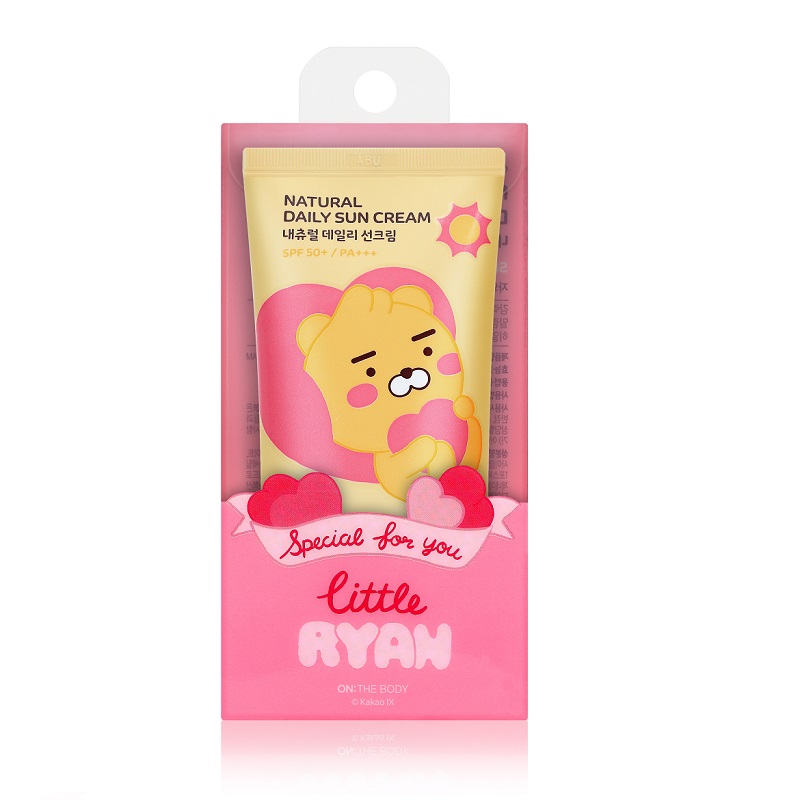 NATURAL
DAILY SUN CREAM
내츄럴 데일리 선크림
SPF 50+ / PA+++
Special for you
little
RYAN
ON:THE BODY
© Kakao IX